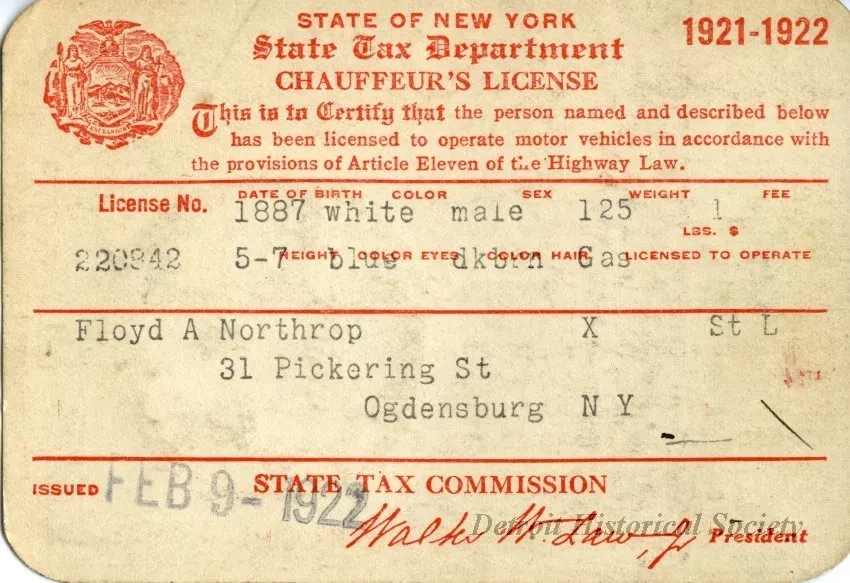 STATE OF NEW YORK
1921-1922
State Tax Department
CHAUFFEUR'S LICENSE
This is to Certify that the person named and described below
has been licensed to operate motor vehicles in accordance with
the provisions of Article Eleven of the Highway Law.
License No. DATE OF BIRTH COLOR SEX WEIGHT FEE
1887 white male 125 LBS. $ 1
220842 5-7 blue dkbrn Gas
HEIGHT COLOR EYES COLOR HAIR LICENSED TO OPERATE
Floyd A Northrop X St L
31 Pickering St
Ogdensburg N Y
ISSUED FEB 9-1922 STATE TAX COMMISSION
Walter W. Law, Jr President
Detroit Historical Society
EXCELSIOR